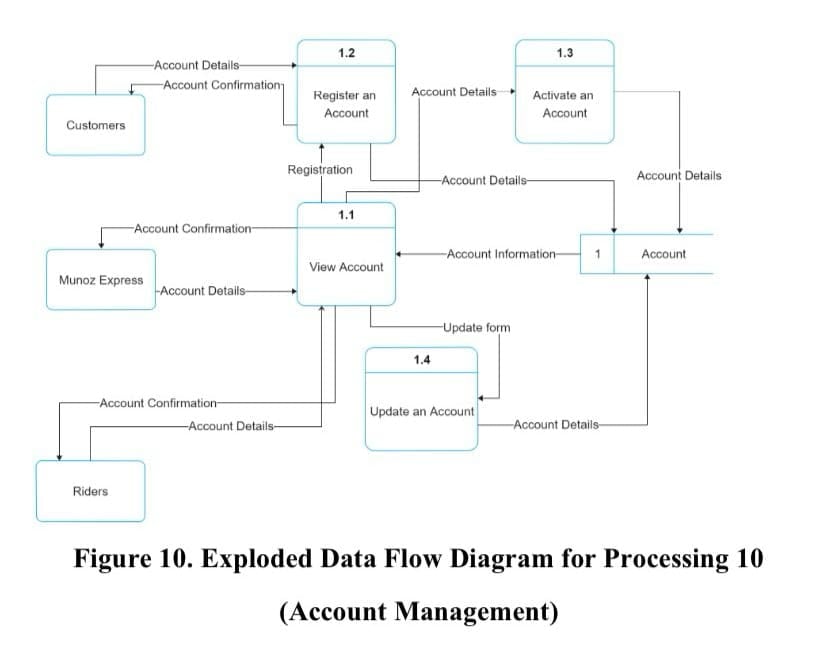 1.2
1.3
Account Details
Account Confirmation
Register an
Account
Account Details
Activate an
Account
Customers
Registration
Account Details
Account Details
1.1
Account Confirmation
View Account
Account Information
1
Account
Munoz Express
Account Details
Update form
1.4
Account Confirmation
Update an Account
Account Details
Account Details
Riders
Figure 10. Exploded Data Flow Diagram for Processing 10
(Account Management)